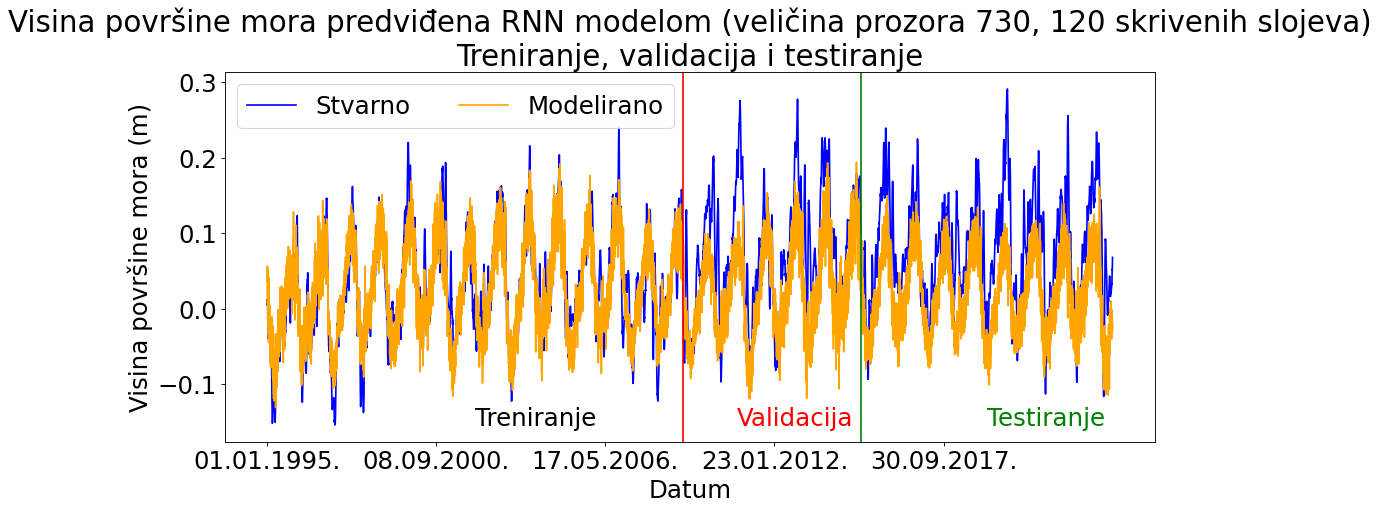 Visina površine mora predviđena RNN modelom (veličina prozora 730, 120 skrivenih slojeva)
Treniranje, validacija i testiranje
Stvarno
Modelirano
Visina površine mora (m)
0.3
0.2
0.1
0.0
−0.1
Treniranje
Validacija
Testiranje
01.01.1995.
08.09.2000.
17.05.2006.
23.01.2012.
30.09.2017.
Datum